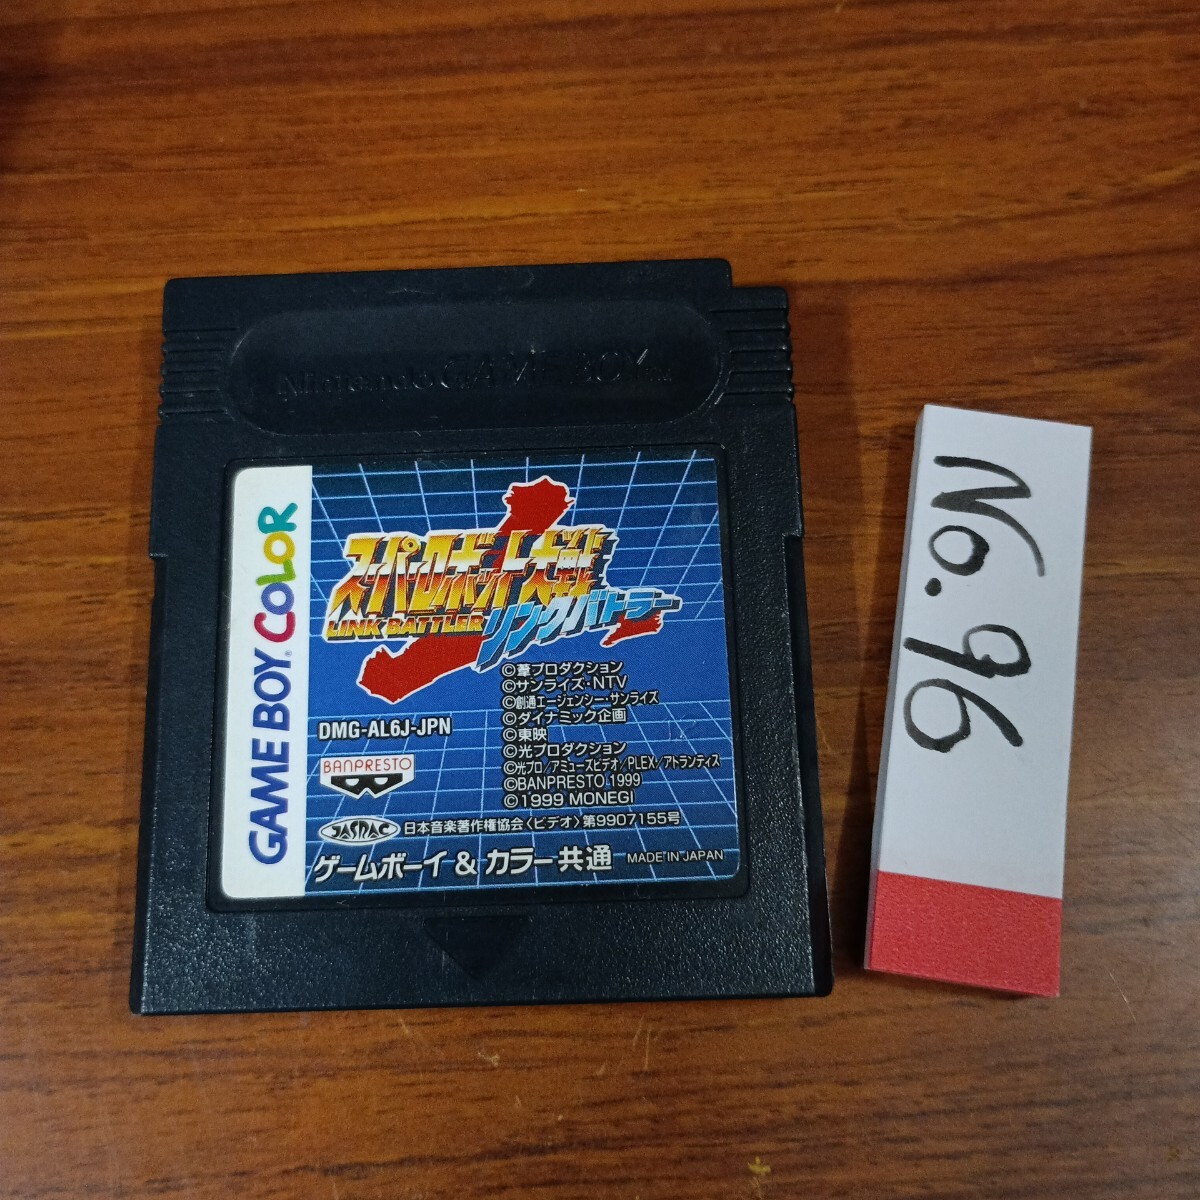 Nintendo GAME BOY TM
GAME BOY COLOR
スーパーロボット大戦
LINK BATTLER リンクバトラー
©葦プロダクション
©サンライズ・NTV
©創通エージェンシー・サンライズ
©ダイナミック企画
©東映
©光プロダクション
©光プロ/アミューズビデオ/PLEX/アトランティス
©BANPRESTO 1999
©1999 MONEGI
DMG-AL6J-JPN
BANPRESTO
JASRAC 日本音楽著作権協会〈ビデオ〉第9907155号
ゲームボーイ & カラー共通 MADE IN JAPAN
No.96